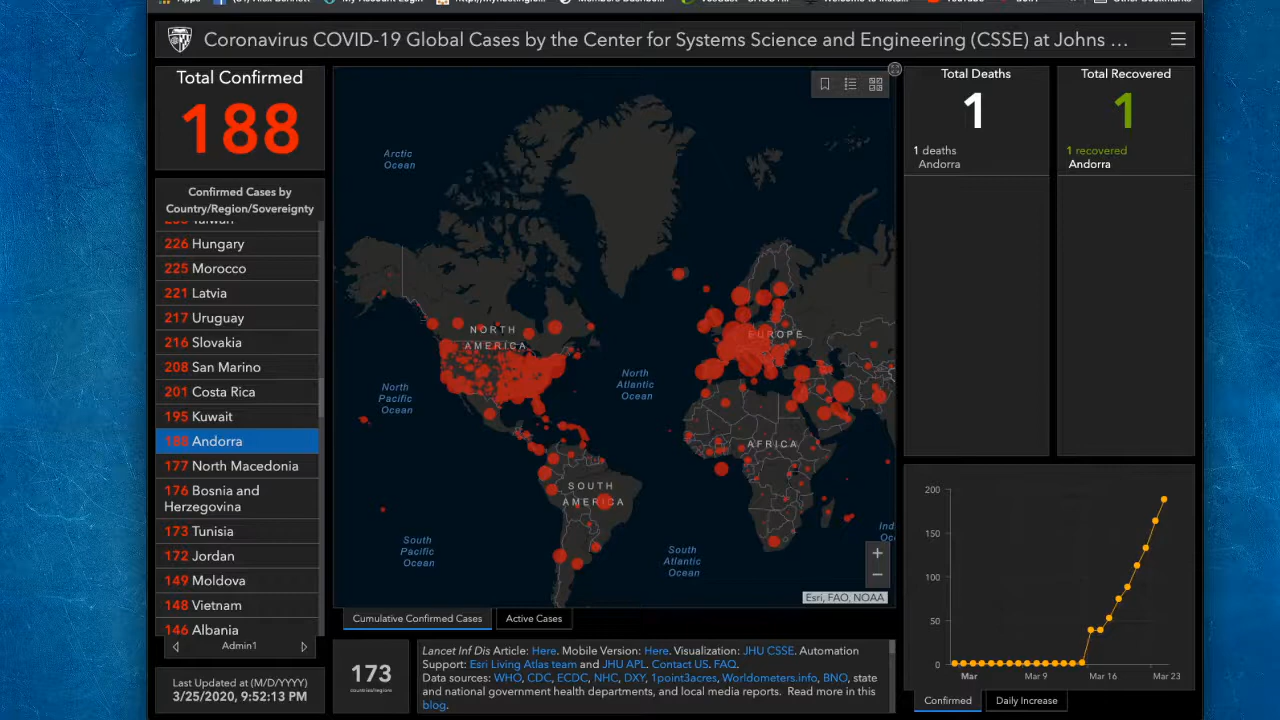 Coronavirus COVID-19 Global Cases by the Center for Systems Science and Engineering (CSSE) at Johns ...
Total Confirmed
188
Confirmed Cases by
Country/Region/Sovereignty
226 Hungary
225 Morocco
221 Latvia
217 Uruguay
216 Slovakia
208 San Marino
201 Costa Rica
195 Kuwait
188 Andorra
177 North Macedonia
176 Bosnia and
Herzegovina
173 Tunisia
172 Jordan
149 Moldova
148 Vietnam
146 Albania
Admin1
Last Updated at (M/D/YYYY)
3/25/2020, 9:52:13 PM
Arctic
Ocean
NORTH
AMERICA
EUROPE
North
Pacific
Ocean
North
Atlantic
Ocean
AFRICA
SOUTH
AMERICA
South
Pacific
Ocean
South
Atlantic
Ocean
Esri, FAO, NOAA
Cumulative Confirmed Cases
Active Cases
173
countries/regions
Lancet Inf Dis Article: Here. Mobile Version: Here. Visualization: JHU CSSE. Automation
Support: Esri Living Atlas team and JHU APL. Contact US. FAQ.
Data sources: WHO, CDC, ECDC, NHC, DXY, 1point3acres, Worldometers.info, BNO, state
and national government health departments, and local media reports. Read more in this
blog.
Total Deaths
1
1 deaths
Andorra
Total Recovered
1
1 recovered
Andorra
200
150
100
50
0
Mar
Mar 9
Mar 16
Mar 23
Confirmed
Daily Increase